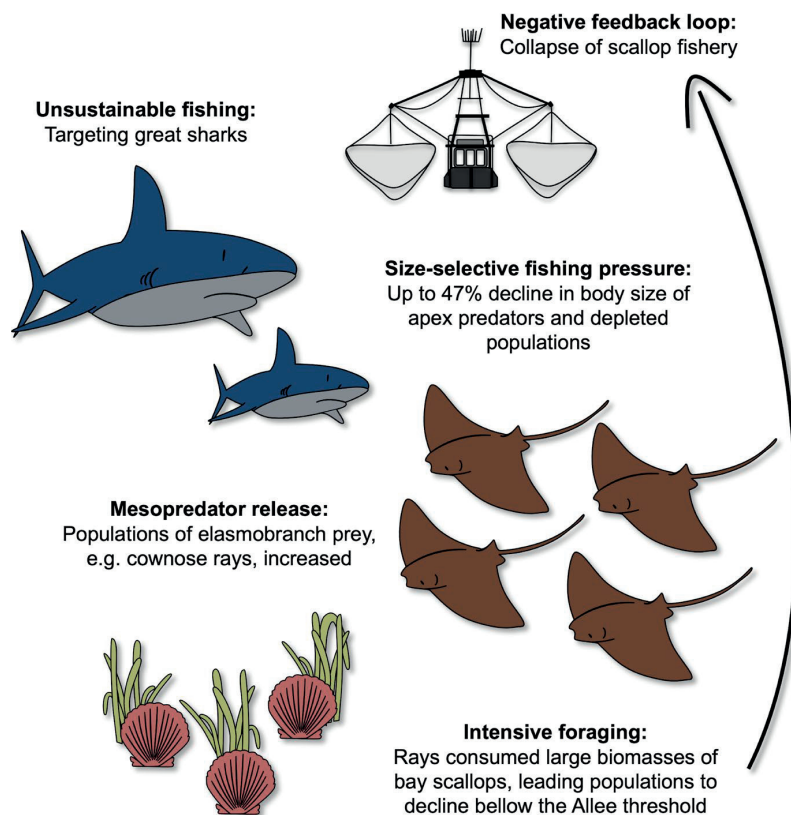 Negative feedback loop:
Collapse of scallop fishery
Unsustainable fishing:
Targeting great sharks
Size-selective fishing pressure:
Up to 47% decline in body size of
apex predators and depleted
populations
Mesopredator release:
Populations of elasmobranch prey,
e.g. cownose rays, increased
Intensive foraging:
Rays consumed large biomasses of
bay scallops, leading populations to
decline bellow the Allee threshold